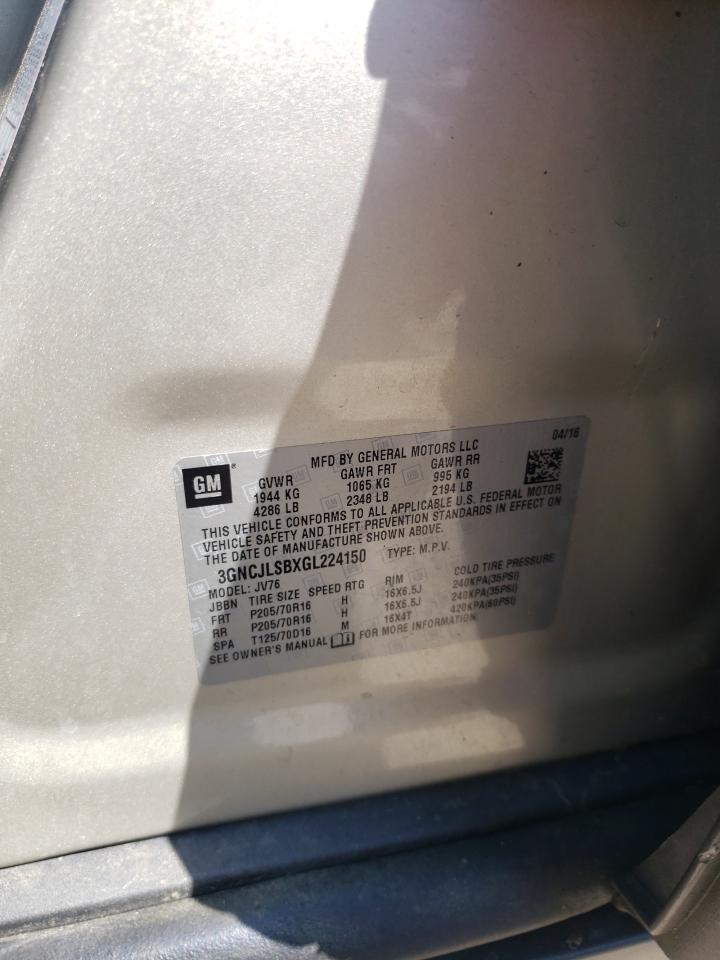 04/16
MFD BY GENERAL MOTORS LLC
GM
GVWR GAWR FRT GAWR RR
1944 KG 1065 KG 995 KG
4286 LB 2348 LB 2194 LB
THIS VEHICLE CONFORMS TO ALL APPLICABLE U.S. FEDERAL MOTOR
VEHICLE SAFETY AND THEFT PREVENTION STANDARDS IN EFFECT ON
THE DATE OF MANUFACTURE SHOWN ABOVE.
3GNCJLSBXGL224150 TYPE: M.P.V.
MODEL: JV76
JBBN TIRE SIZE SPEED RTG RIM COLD TIRE PRESSURE
FRT P205/70R16 H 16X6.5J 240KPA(35PSI)
RR P205/70R16 H 16X6.5J 240KPA(35PSI)
SPA T125/70D16 M 16X4T 420KPA(60PSI)
SEE OWNER'S MANUAL FOR MORE INFORMATION.